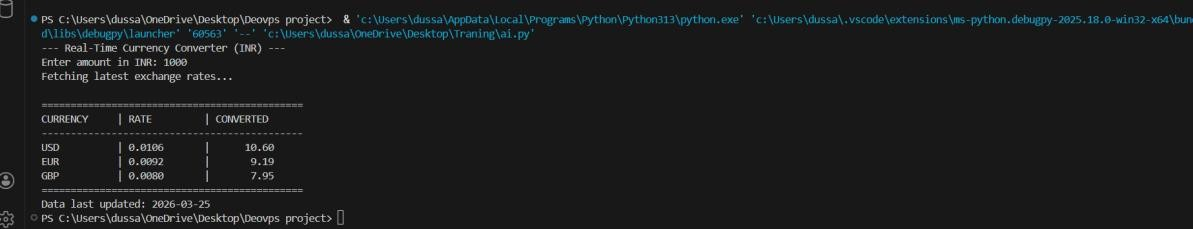 PS C:\Users\dussa\OneDrive\Desktop\Deovps project>  & 'c:\Users\dussa\AppData\Local\Programs\Python\Python313\python.exe' 'c:\Users\dussa\.vscode\extensions\ms-python.debugpy-2025.18.0-win32-x64\bun
d\libs\debugpy\launcher' '60563' '--' 'c:\Users\dussa\OneDrive\Desktop\Traning\ai.py'
--- Real-Time Currency Converter (INR) ---
Enter amount in INR: 1000
Fetching latest exchange rates...
=============================================
CURRENCY     | RATE         | CONVERTED
---------------------------------------------
USD          | 0.0106       |      10.60
EUR          | 0.0092       |       9.19
GBP          | 0.0080       |       7.95
=============================================
Data last updated: 2026-03-25
PS C:\Users\dussa\OneDrive\Desktop\Deovps project>